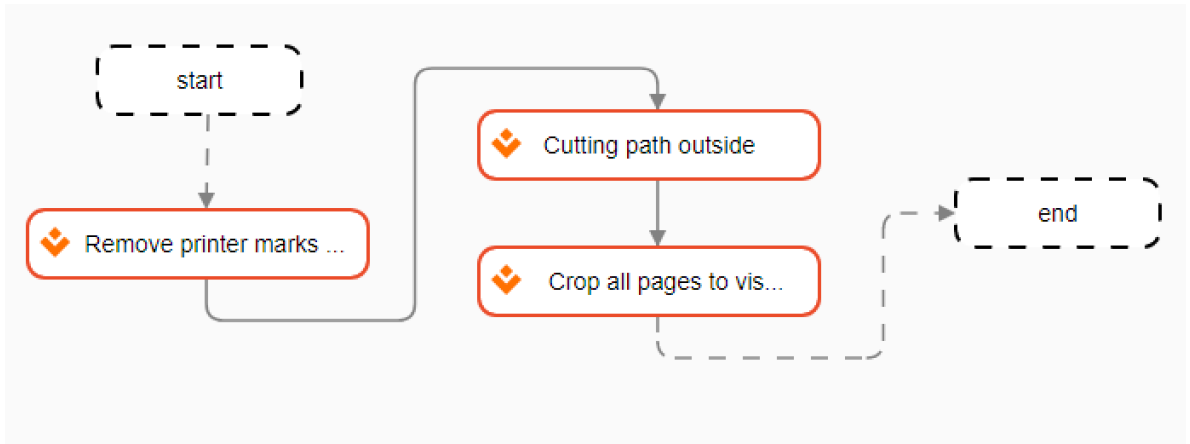 start
Remove printer marks ...
Cutting path outside
Crop all pages to vis...
end